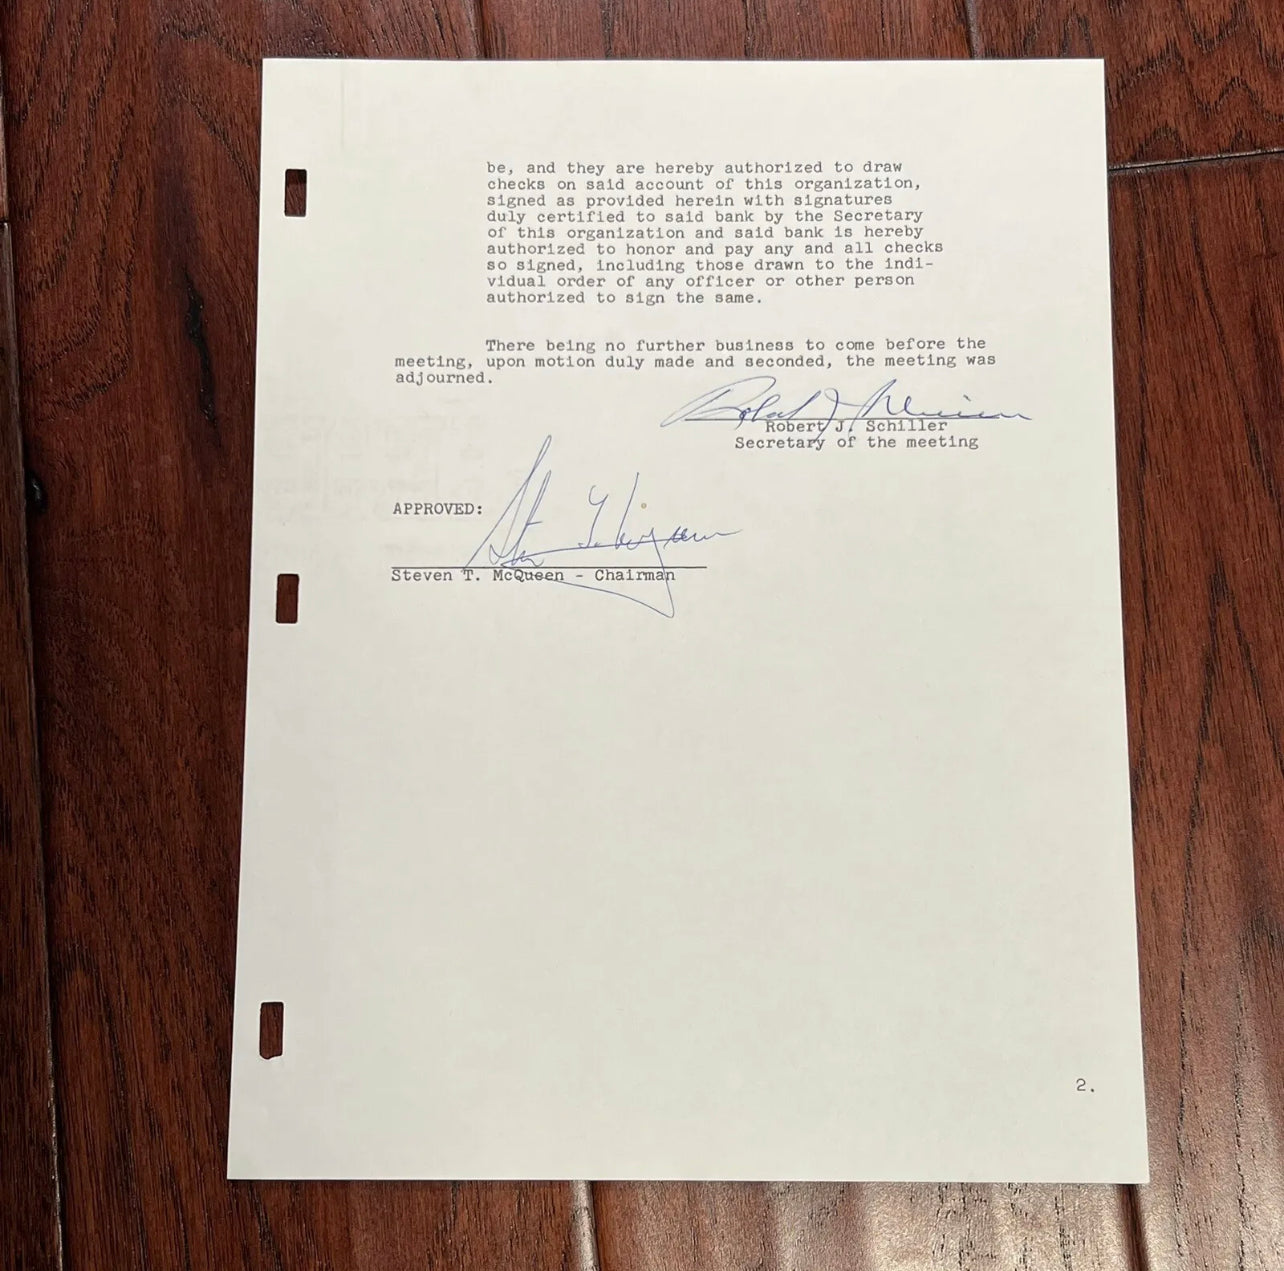 be, and they are hereby authorized to draw
checks on said account of this organization,
signed as provided herein with signatures
duly certified to said bank by the Secretary
of this organization and said bank is hereby
authorized to honor and pay any and all checks
so signed, including those drawn to the indi-
vidual order of any officer or other person
authorized to sign the same.
There being no further business to come before the
meeting, upon motion duly made and seconded, the meeting was
adjourned.
Robert J. Schiller
Secretary of the meeting
APPROVED:
Steven T. McQueen - Chairman
2.